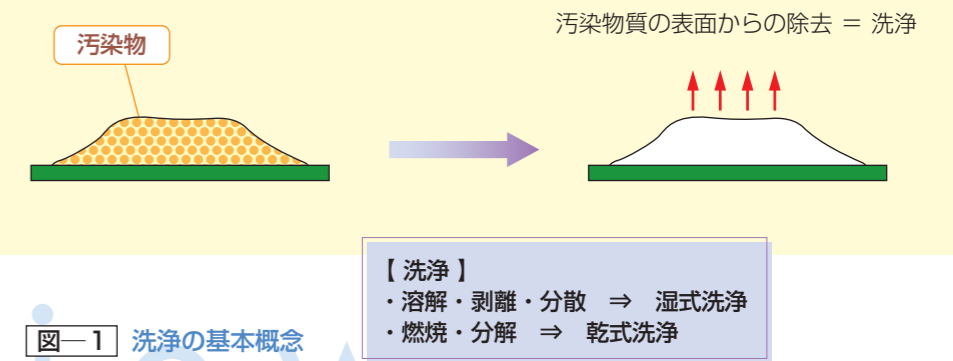 汚染物質の表面からの除去 ＝ 洗浄
汚染物
【 洗浄 】
・溶解・剥離・分散 ⇒ 湿式洗浄
・燃焼・分解 ⇒ 乾式洗浄
図―1 洗浄の基本概念